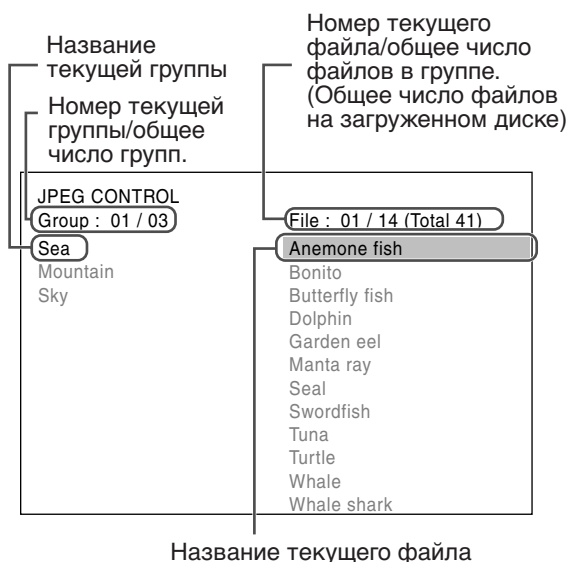 Название
текущей группы
Номер текущей
группы/общее
число групп.
Номер текущего
файла/общее число
файлов в группе.
(Общее число файлов
на загруженном диске)
JPEG CONTROL
Group : 01 / 03
Sea
Mountain
Sky
File : 01 / 14 (Total 41)
Anemone fish
Bonito
Butterfly fish
Dolphin
Garden eel
Manta ray
Seal
Swordfish
Tuna
Turtle
Whale
Whale shark
Название текущего файла